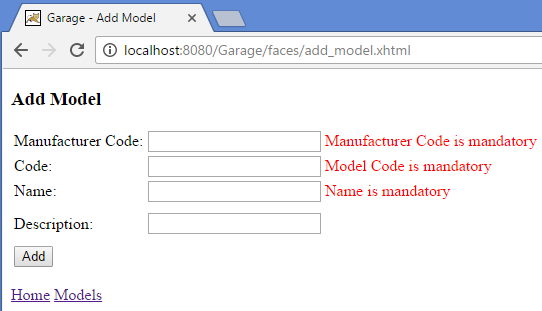 Garage - Add Model
localhost:8080/Garage/faces/add_model.xhtml
Add Model
Manufacturer Code: Manufacturer Code is mandatory
Code: Model Code is mandatory
Name: Name is mandatory
Description:
Add
Home Models